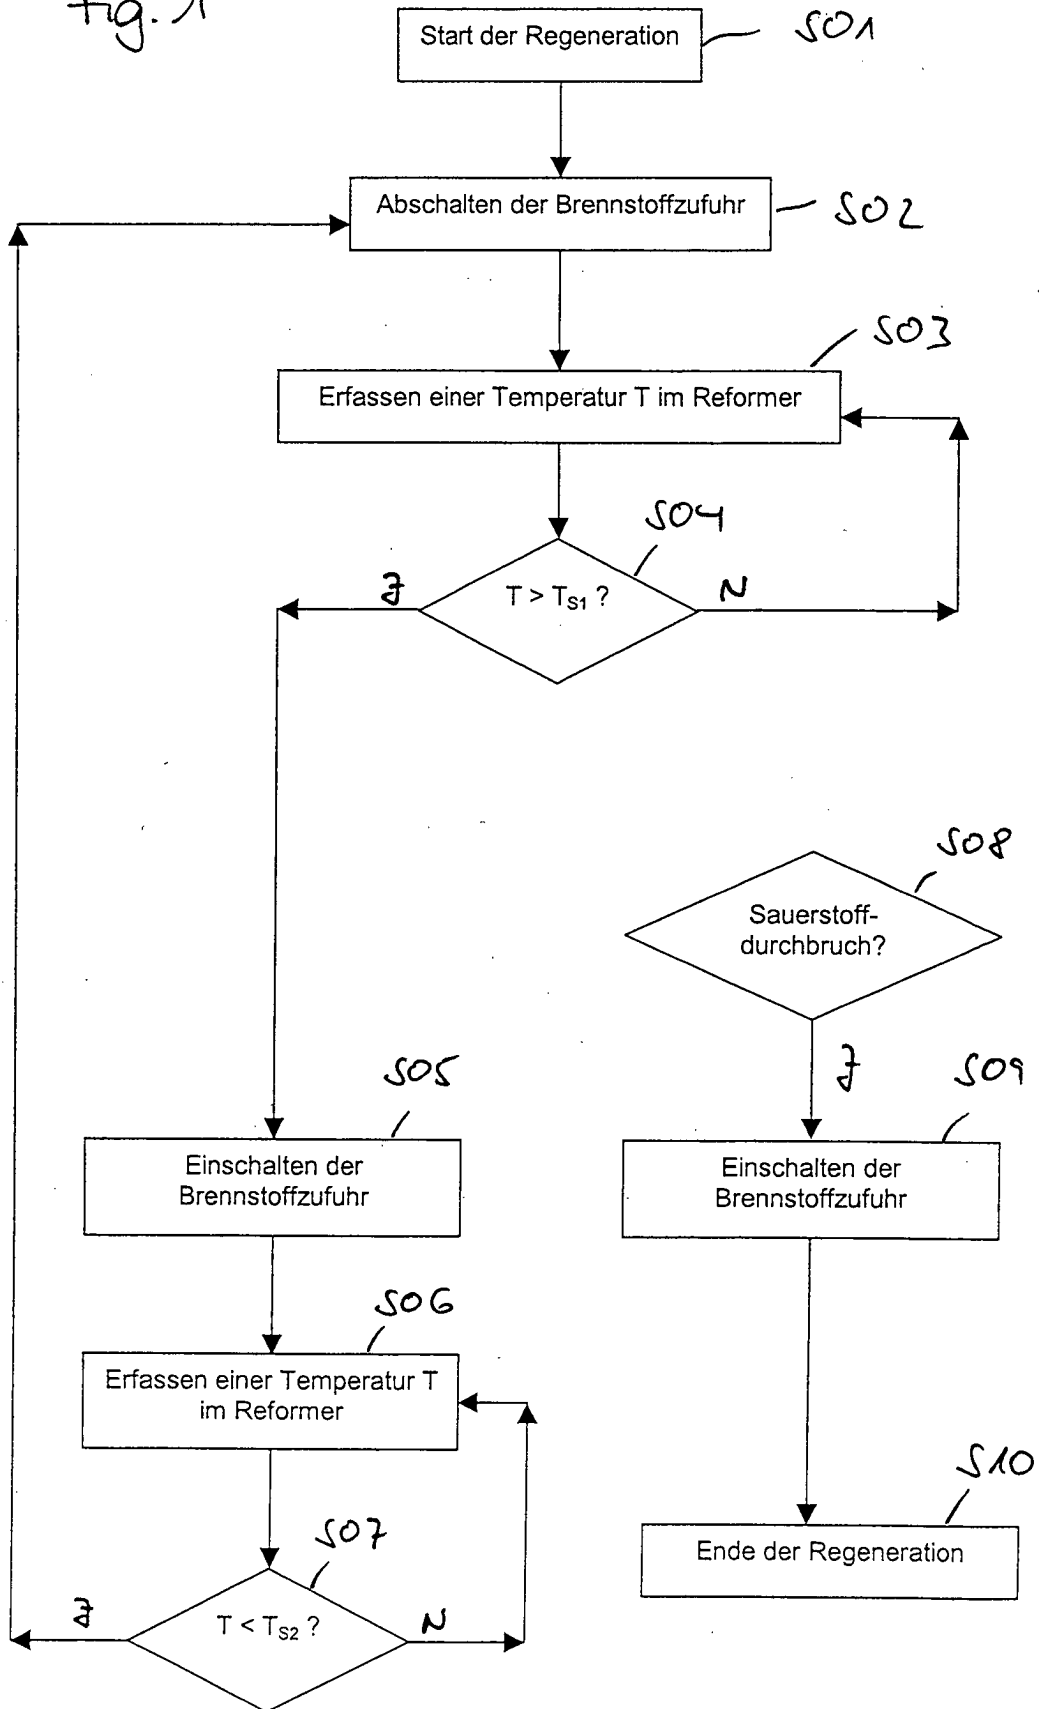 Fig. 1
Start der Regeneration
S01
Abschalten der Brennstoffzufuhr
S02
S03
Erfassen einer Temperatur T im Reformer
S04
J
T > TS1 ?
N
S08
Sauerstoff-
durchbruch?
J
S05
S09
Einschalten der
Brennstoffzufuhr
Einschalten der
Brennstoffzufuhr
S06
Erfassen einer Temperatur T
im Reformer
S10
Ende der Regeneration
S07
J
T < TS2 ?
N